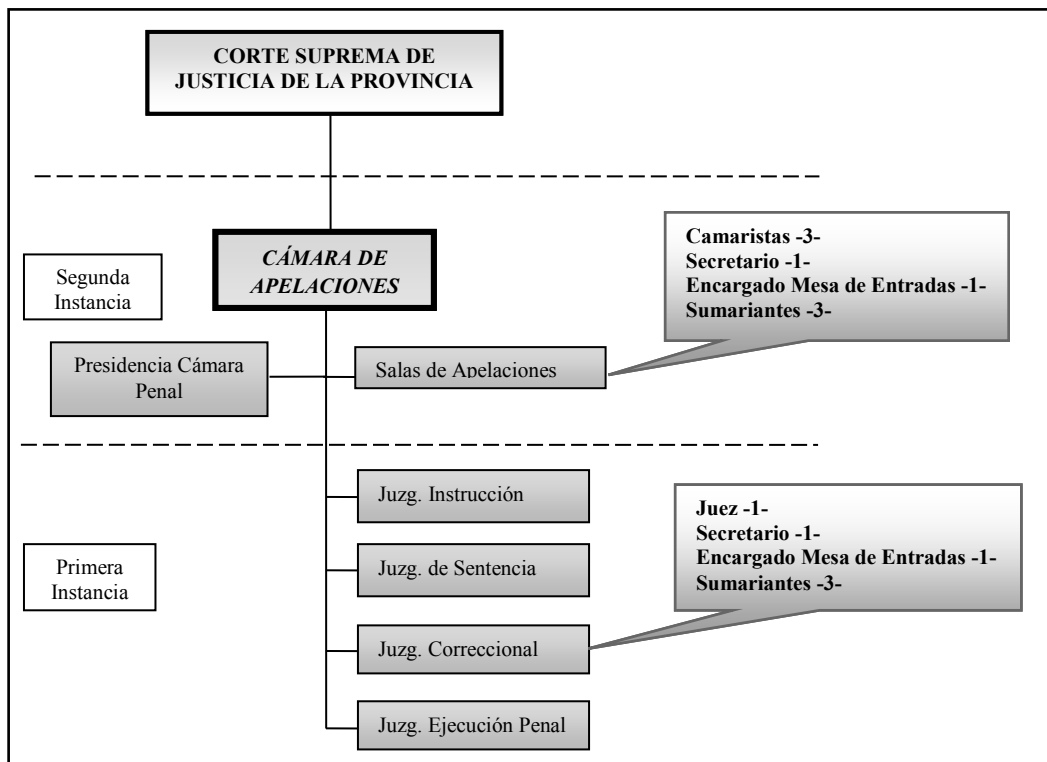 CORTE SUPREMA DE
JUSTICIA DE LA PROVINCIA
Segunda
Instancia
CÁMARA DE
APELACIONES
Camaristas -3-
Secretario -1-
Encargado Mesa de Entradas -1-
Sumariantes -3-
Presidencia Cámara
Penal
Salas de Apelaciones
Primera
Instancia
Juzg. Instrucción
Juzg. de Sentencia
Juzg. Correccional
Juzg. Ejecución Penal
Juez -1-
Secretario -1-
Encargado Mesa de Entradas -1-
Sumariantes -3-